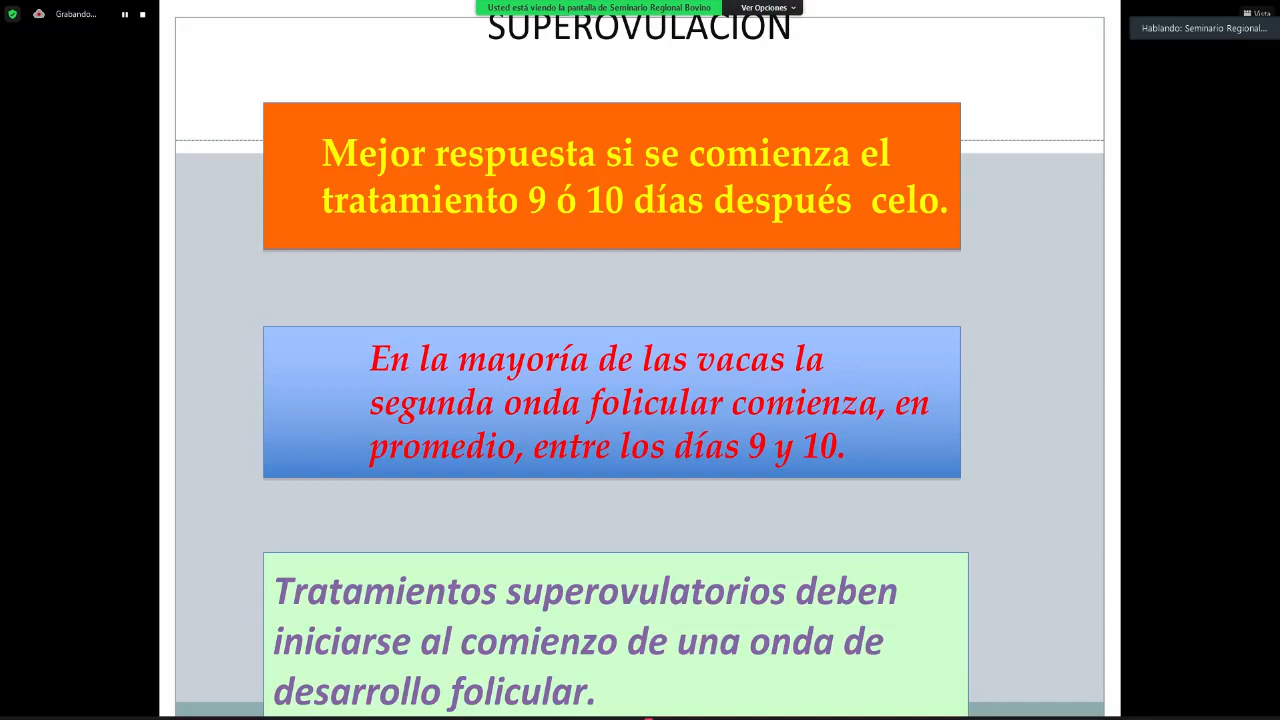 Usted está viendo la pantalla de Seminario Regional Bovino
Ver Opciones
Grabando...
Vista
Hablando: Seminario Regional...
SUPEROVULACIÓN
Mejor respuesta si se comienza el
tratamiento 9 ó 10 días después celo.
En la mayoría de las vacas la
segunda onda folicular comienza, en
promedio, entre los días 9 y 10.
Tratamientos superovulatorios deben
iniciarse al comienzo de una onda de
desarrollo folicular.